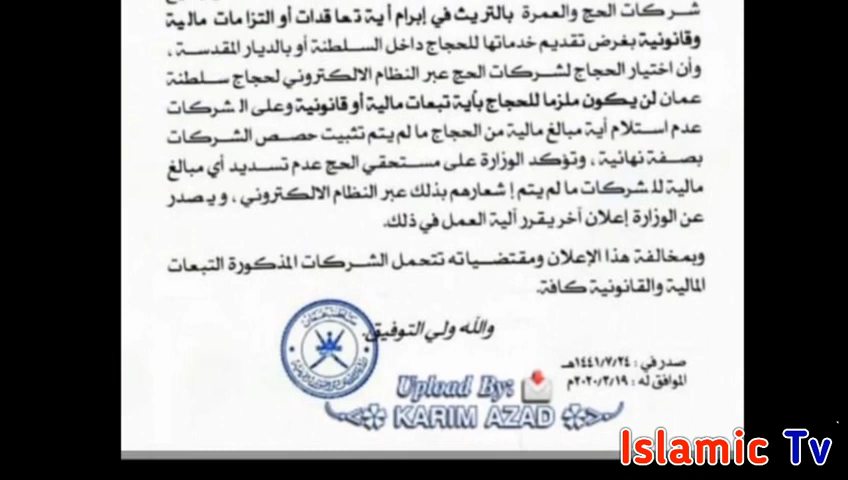 شركات الحج والعمرة بالتريث في إبرام أية تعاقدات أو التزامات مالية
وقانونية بغرض تقديم خدماتها للحجاج داخل السلطنة أو بالديار المقدسة ،
وأن اختيار الحجاج لشركات الحج عبر النظام الالكتروني لحجاج سلطنة
عمان لن يكون ملزما للحجاج بأية تبعات مالية أو قانونية وعلى الشركات
عدم استلام أية مبالغ مالية من الحجاج ما لم يتم تثبيت حصص الشركات
بصفة نهائية ، وتؤكد الوزارة على مستحقي الحج عدم تسديد أي مبالغ
مالية للشركات ما لم يتم إشعارهم بذلك عبر النظام الالكتروني ، ويصدر
عن الوزارة إعلان آخر يقرر آلية العمل في ذلك.
وبمخالفة هذا الإعلان ومقتضياته تتحمل الشركات المذكورة التبعات
المالية والقانونية كافة.
والله ولي التوفيق.
صدر في : ١٤٤١/٧/٢٤هـ
الموافق له : ٢٠٢٠/٣/١٩م
Upload By:
KARIM AZAD
Islamic Tv